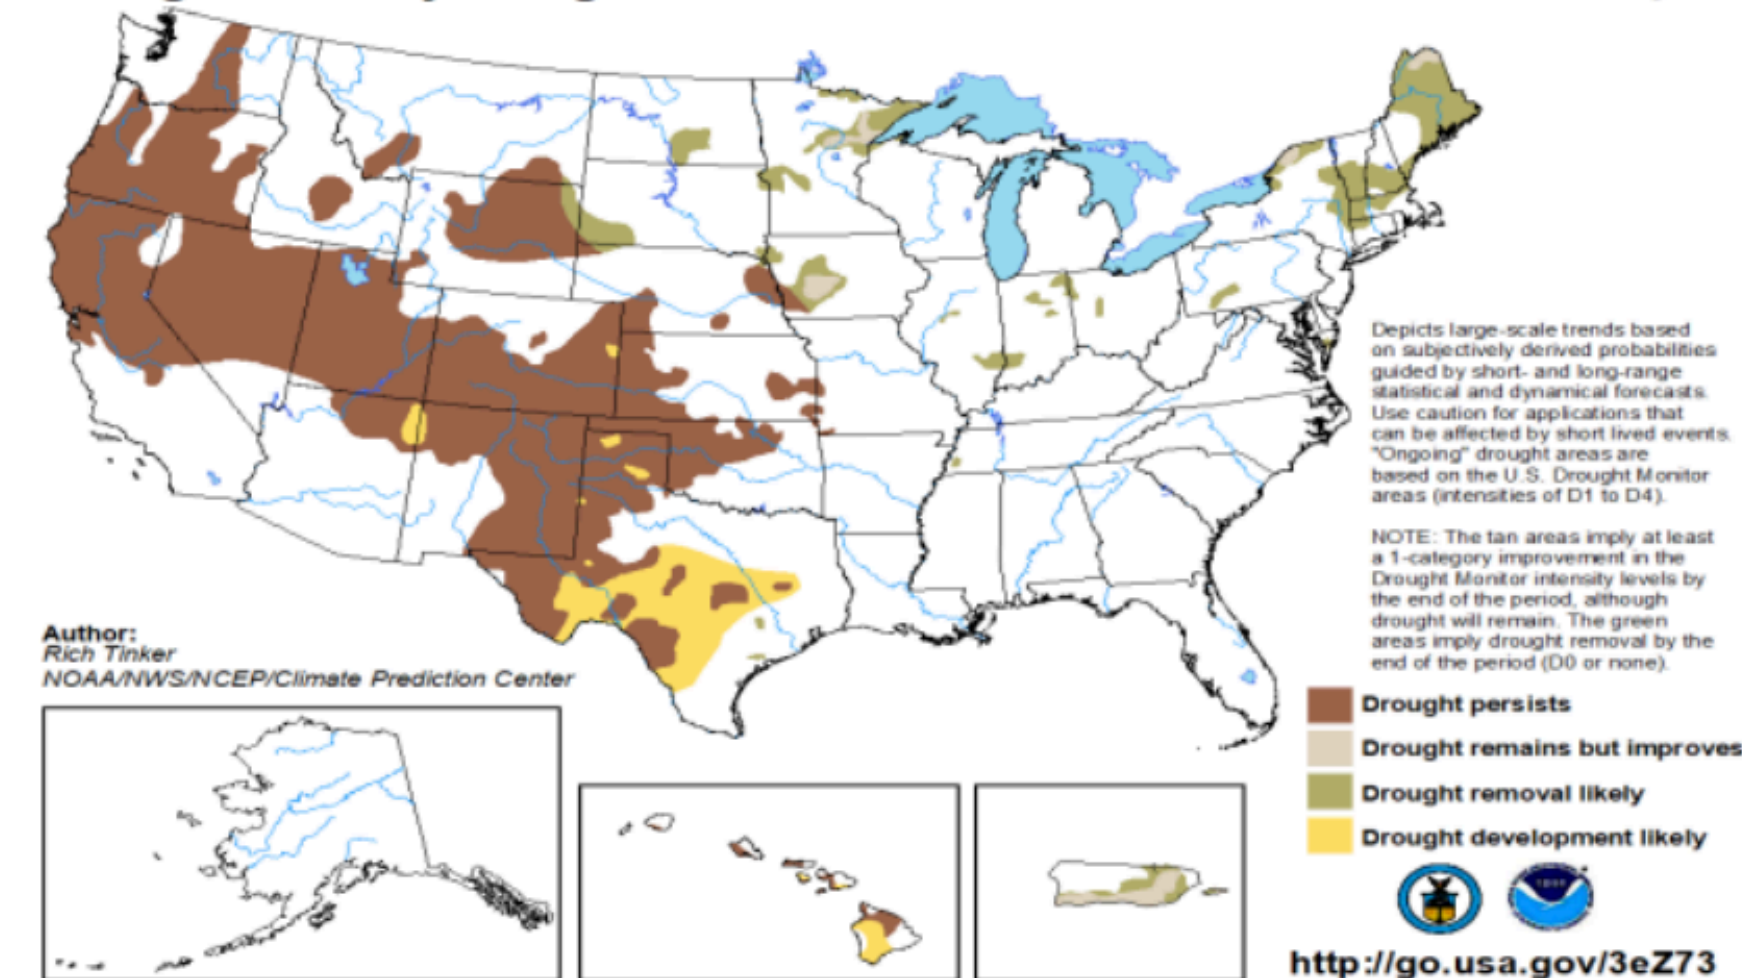 Depicts large-scale trends based
on subjectively derived probabilities
guided by short- and long-range
statistical and dynamical forecasts.
Use caution for applications that
can be affected by short lived events.
"Ongoing" drought areas are
based on the U.S. Drought Monitor
areas (intensities of D1 to D4).
NOTE: The tan areas imply at least
a 1-category improvement in the
Drought Monitor intensity levels by
the end of the period, although
drought will remain. The green
areas imply drought removal by the
end of the period (D0 or none).
Author:
Rich Tinker
NOAA/NWS/NCEP/Climate Prediction Center
Drought persists
Drought remains but improves
Drought removal likely
Drought development likely
http://go.usa.gov/3eZ73